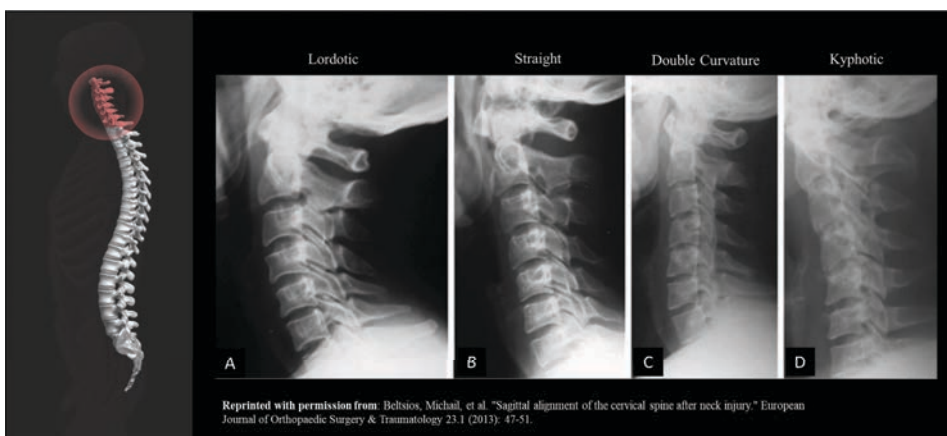 Lordotic
Straight
Double Curvature
Kyphotic
A
B
C
D
Reprinted with permission from: Beltsios, Michail, et al. "Sagittal alignment of the cervical spine after neck injury." European
Journal of Orthopaedic Surgery & Traumatology 23.1 (2013): 47-51.